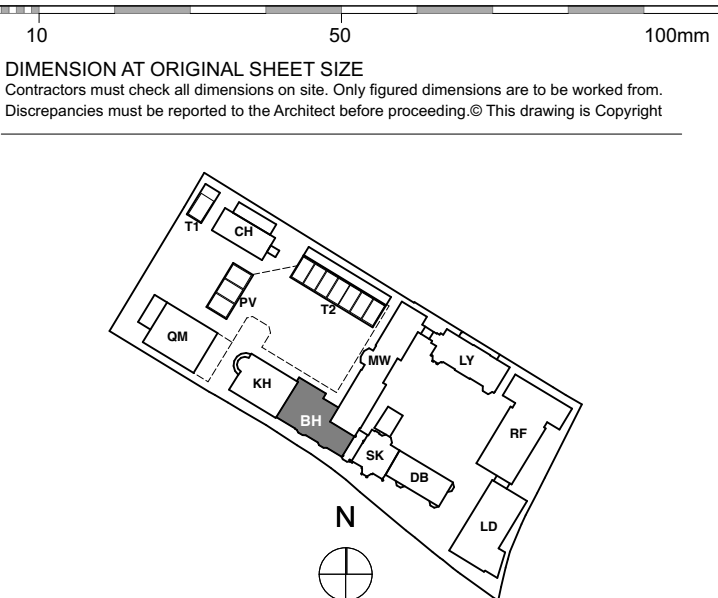 10 50 100mm
DIMENSION AT ORIGINAL SHEET SIZE
Contractors must check all dimensions on site. Only figured dimensions are to be worked from.
Discrepancies must be reported to the Architect before proceeding.© This drawing is Copyright
T1
CH
PV
T2
QM
MW
LY
KH
BH
RF
SK
DB
LD
N